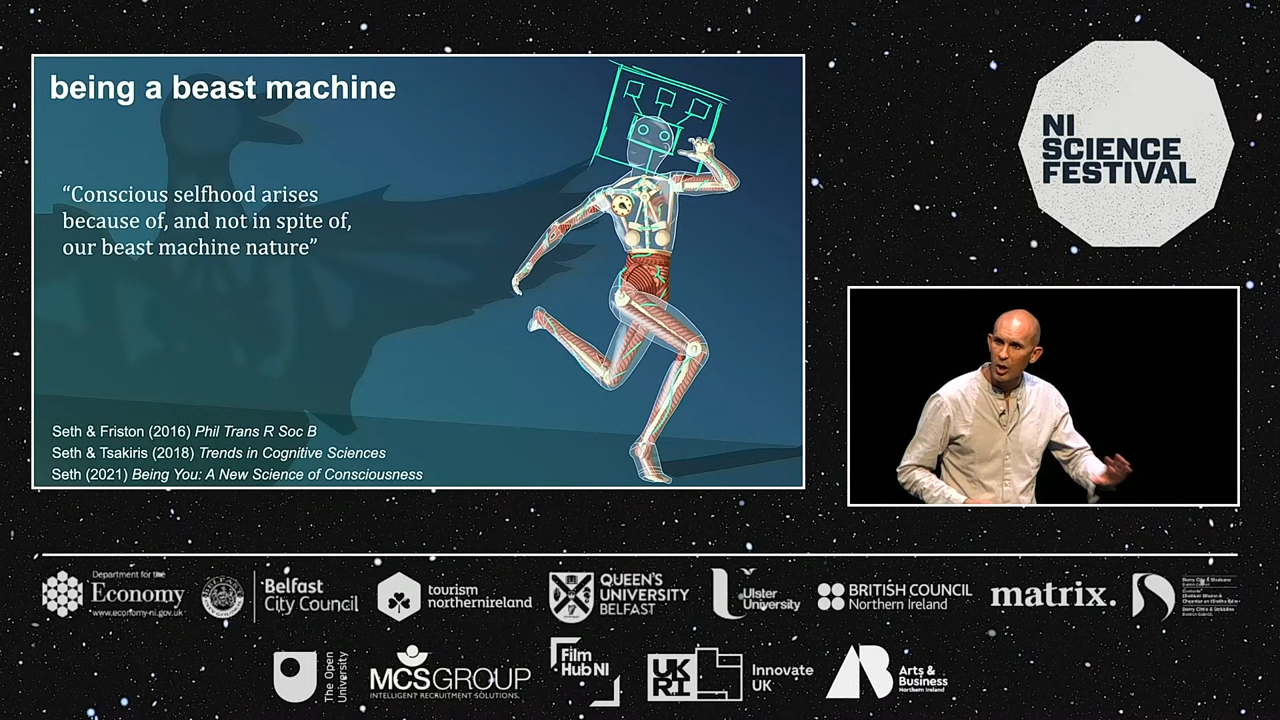 being a beast machine
“Conscious selfhood arises
because of, and not in spite of,
our beast machine nature”
Seth & Friston (2016) Phil Trans R Soc B
Seth & Tsakiris (2018) Trends in Cognitive Sciences
Seth (2021) Being You: A New Science of Consciousness
NI
SCIENCE
FESTIVAL
Department for the
Economy
www.economy-ni.gov.uk
Belfast
City Council
tourism
northernireland
QUEEN'S
UNIVERSITY
BELFAST
Ulster
University
BRITISH COUNCIL
Northern Ireland
matrix.
The Open
University
MCSGROUP
INTELLIGENT RECRUITMENT SOLUTIONS.
Film
Hub NI
UK
RI
Innovate
UK
Arts &
Business
Northern Ireland